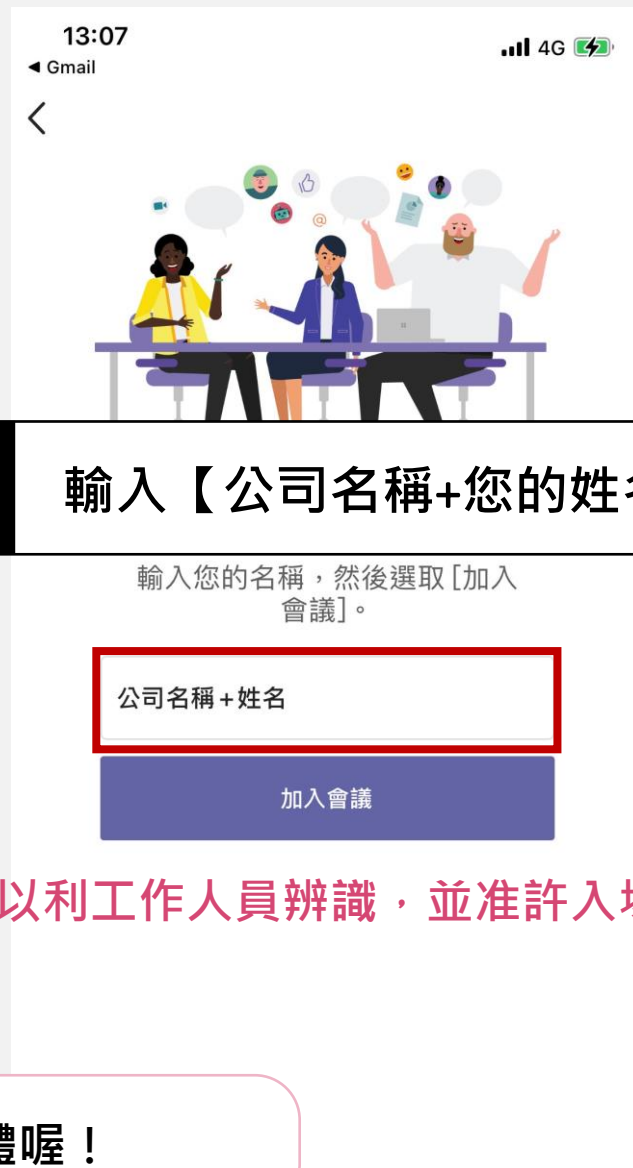 13:07
4G
◀ Gmail
@
輸入【公司名稱+您的姓
輸入您的名稱，然後選取 [加入
會議]。
公司名稱+姓名
加入會議
以利工作人員辨識，並准許入
喔！